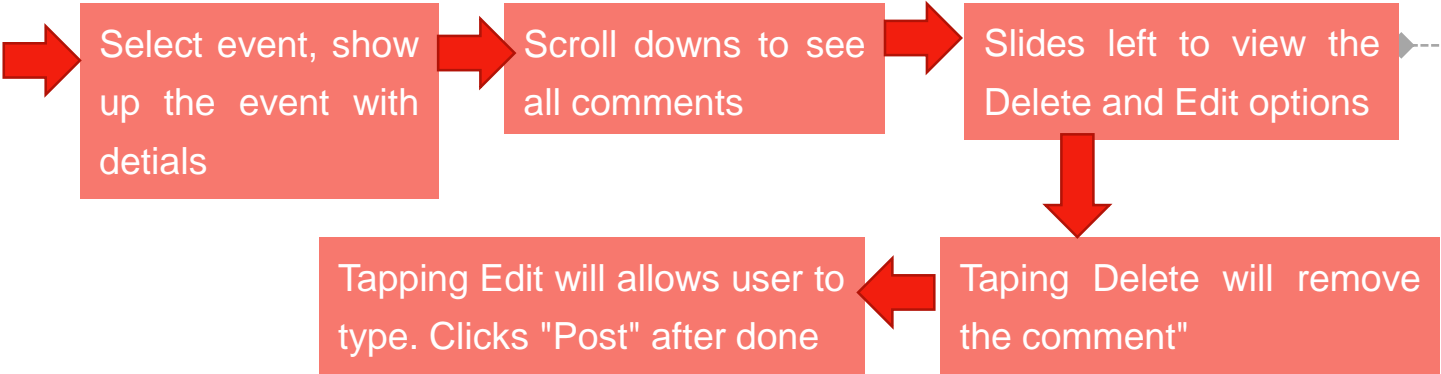 Select event, show
up the event with
detials
Scroll downs to see
all comments
Slides left to view the
Delete and Edit options
Taping Delete will remove
the comment"
Tapping Edit will allows user to
type. Clicks "Post" after done